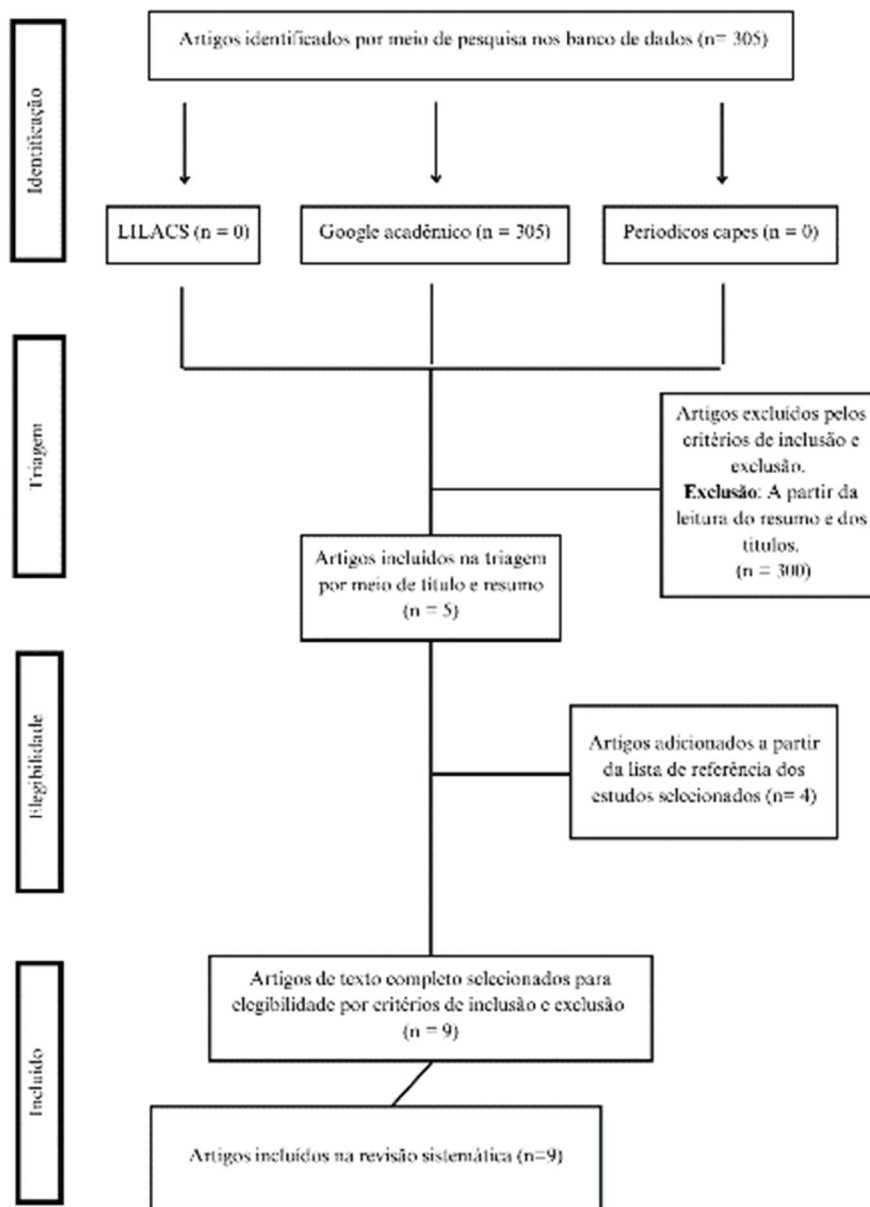 Artigos identificados por meio de pesquisa nos banco de dados (n= 305)
Identificação
LILACS (n = 0)
Google acadêmico (n = 305)
Periodicos capes (n = 0)
Triagem
Artigos excluídos pelos
critérios de inclusão e
exclusão.
Exclusão: A partir da
leitura do resumo e dos
titulos.
(n = 300)
Artigos incluídos na triagem
por meio de titulo e resumo
(n = 5)
Elegibilidade
Artigos adicionados a partir
da lista de referência dos
estudos selecionados (n= 4)
Artigos de texto completo selecionados para
elegibilidade por critérios de inclusão e exclusão
(n = 9)
Incluído
Artigos incluídos na revisão sistemática (n=9)